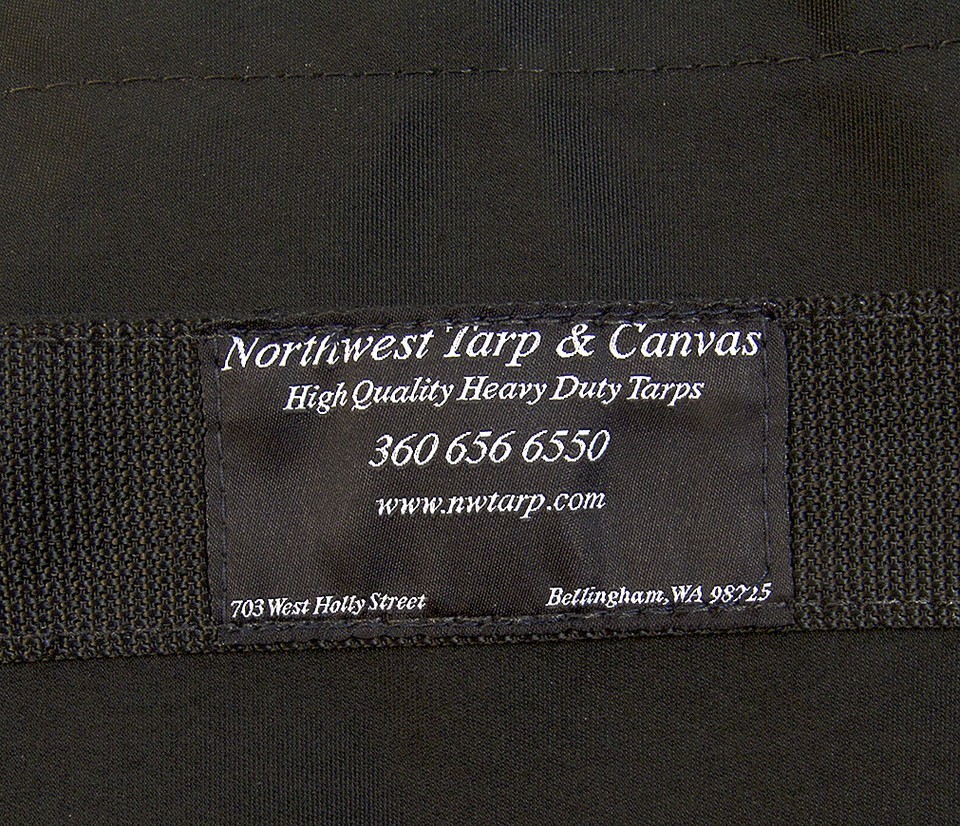 Northwest Tarp & Canvas
High Quality Heavy Duty Tarps
360 656 6550
www.nwtarp.com
703 West Holly Street Bellingham, WA 98225